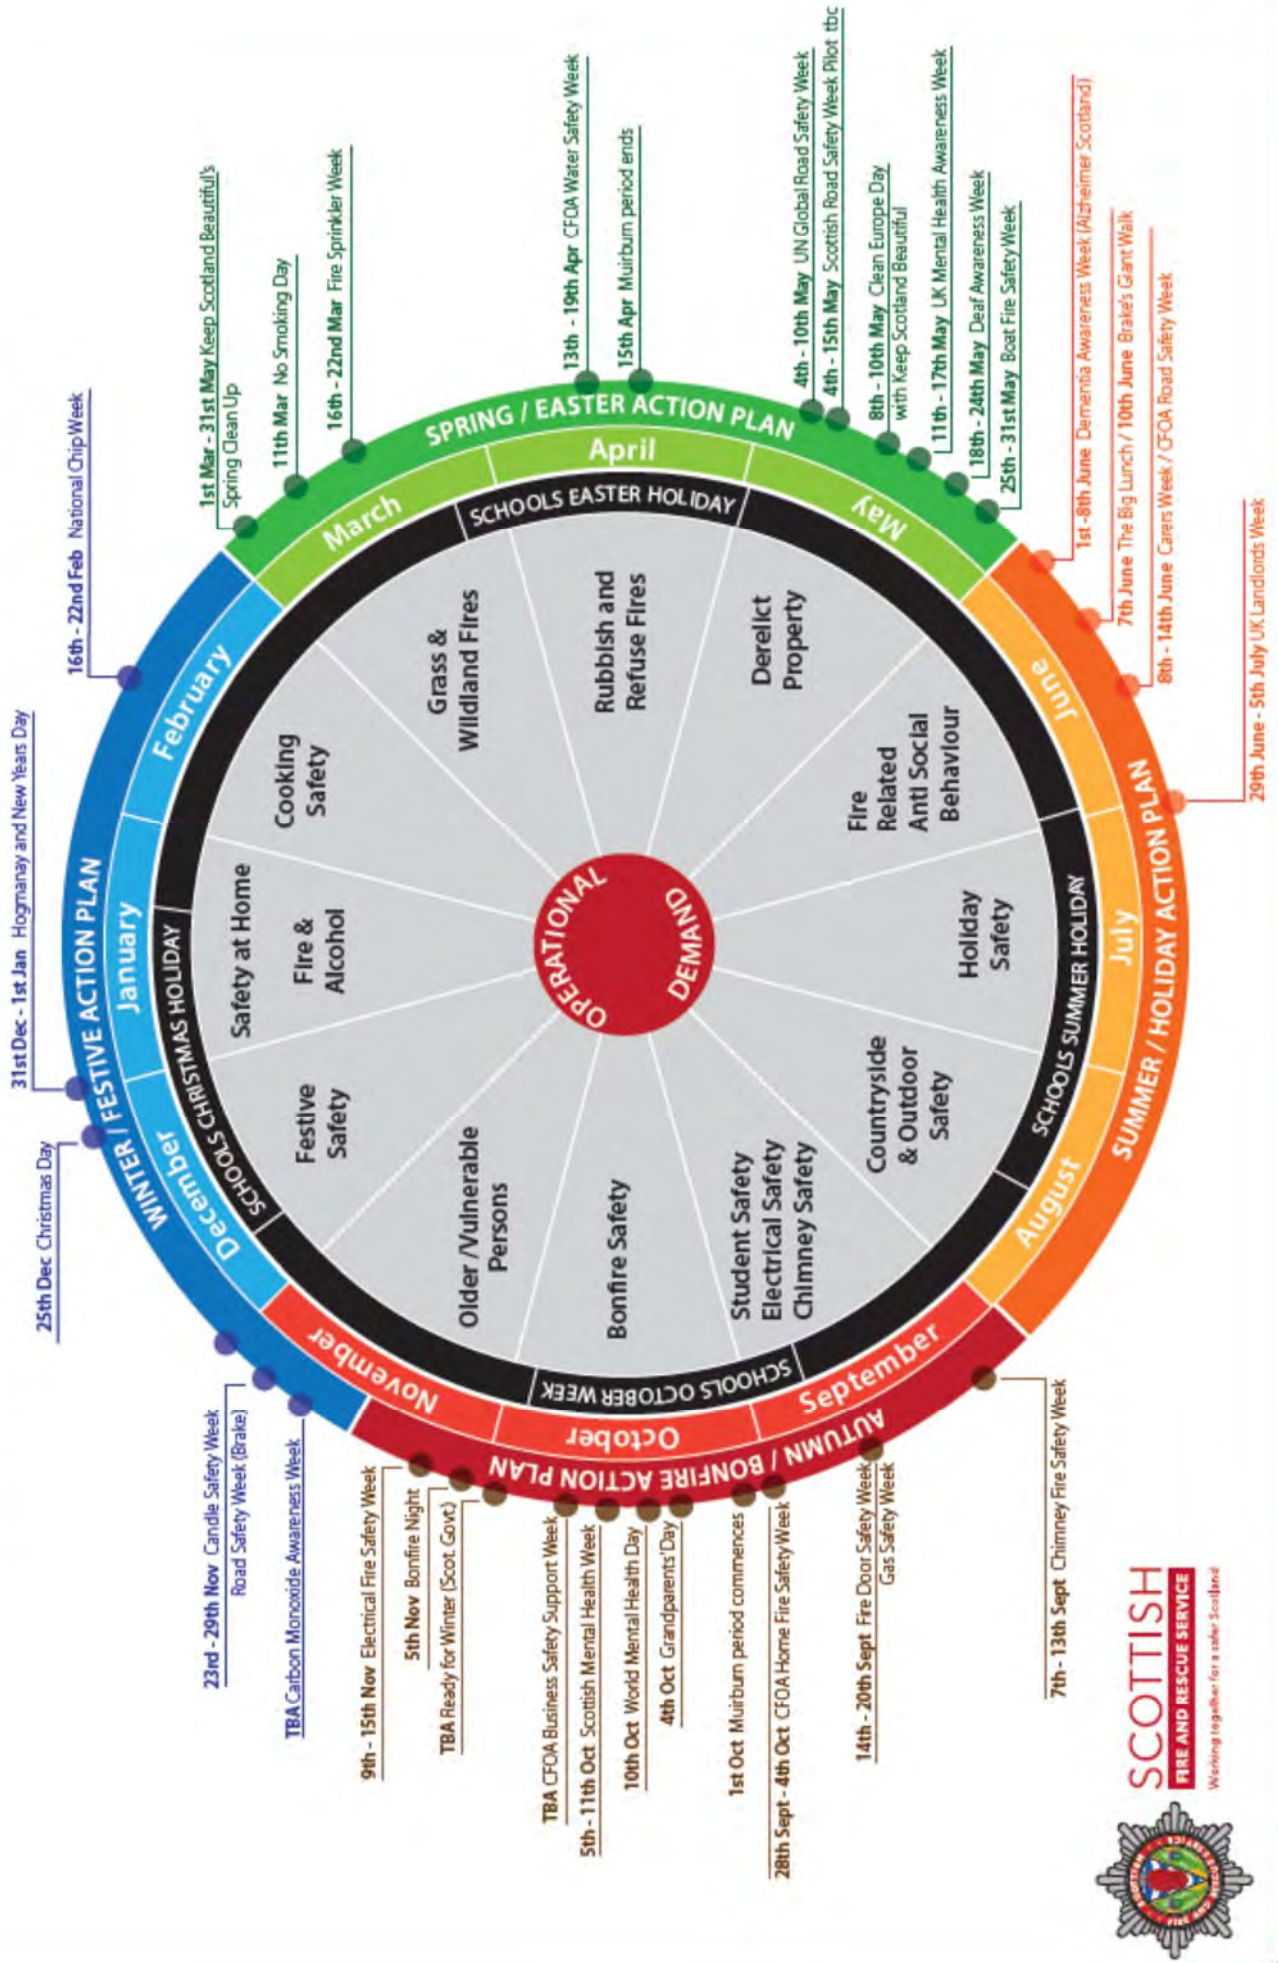 31st Dec - 1st Jan Hogmanay and New Years Day
25th Dec Christmas Day
16th - 22nd Feb National Chip Week
23rd - 29th Nov Candle Safety Week
Road Safety Week (Brake)
TBA Carbon Monoxide Awareness Week
1st Mar - 31st May Keep Scotland Beautiful's
Spring Clean Up
11th Mar No Smoking Day
16th - 22nd Mar Fire Sprinkler Week
13th - 19th Apr CFOA Water Safety Week
15th Apr Muirburn period ends
4th - 10th May UN Global Road Safety Week
4th - 15th May Scottish Road Safety Week Pilot tbc
8th - 10th May Clean Europe Day
with Keep Scotland Beautiful
11th - 17th May UK Mental Health Awareness Week
18th - 24th May Deaf Awareness Week
25th - 31st May Boat Fire Safety Week
1st - 8th June Dementia Awareness Week (Alzheimer Scotland)
7th June The Big Lunch / 10th June Brake's Giant Walk
8th - 14th June Carers Week / CFOA Road Safety Week
29th June - 5th July UK Landlords Week
7th - 13th Sept Chimney Fire Safety Week
14th - 20th Sept Fire Door Safety Week
Gas Safety Week
28th Sept - 4th Oct CFOA Home Fire Safety Week
1st Oct Muirburn period commences
4th Oct Grandparents' Day
10th Oct World Mental Health Day
5th - 11th Oct Scottish Mental Health Week
TBA CFOA Business Safety Support Week
TBA Ready for Winter (Scot. Govt.)
5th Nov Bonfire Night
9th - 15th Nov Electrical Fire Safety Week
WINTER / FESTIVE ACTION PLAN
SPRING / EASTER ACTION PLAN
SUMMER / HOLIDAY ACTION PLAN
AUTUMN / BONFIRE ACTION PLAN
January
February
March
April
May
June
July
August
September
October
November
December
SCHOOLS CHRISTMAS HOLIDAY
SCHOOLS EASTER HOLIDAY
SCHOOLS SUMMER HOLIDAY
SCHOOLS OCTOBER WEEK
Safety at Home
Fire &
Alcohol
Cooking
Safety
Grass &
Wildland Fires
Rubbish and
Refuse Fires
Derelict
Property
Fire
Related
Anti Social
Behaviour
Holiday
Safety
Countryside
& Outdoor
Safety
Student Safety
Electrical Safety
Chimney Safety
Bonfire Safety
Older /Vulnerable
Persons
Festive
Safety
OPERATIONAL
DEMAND
SCOTTISH
FIRE AND RESCUE SERVICE
Working together for a safer Scotland